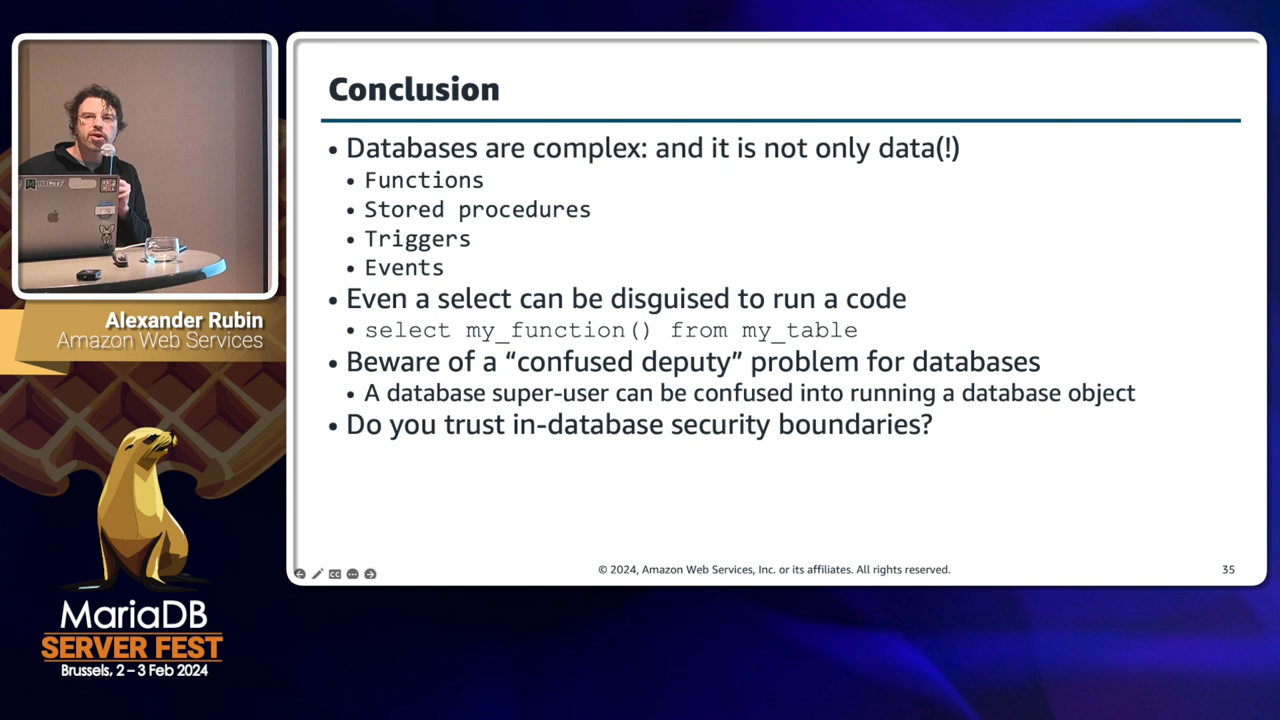 Conclusion
• Databases are complex: and it is not only data(!)
• Functions
• Stored procedures
• Triggers
• Events
• Even a select can be disguised to run a code
• select my_function() from my_table
• Beware of a “confused deputy” problem for databases
• A database super-user can be confused into running a database object
• Do you trust in-database security boundaries?
© 2024, Amazon Web Services, Inc. or its affiliates. All rights reserved.
35
Alexander Rubin
Amazon Web Services
MariaDB
SERVER FEST
Brussels, 2 – 3 Feb 2024